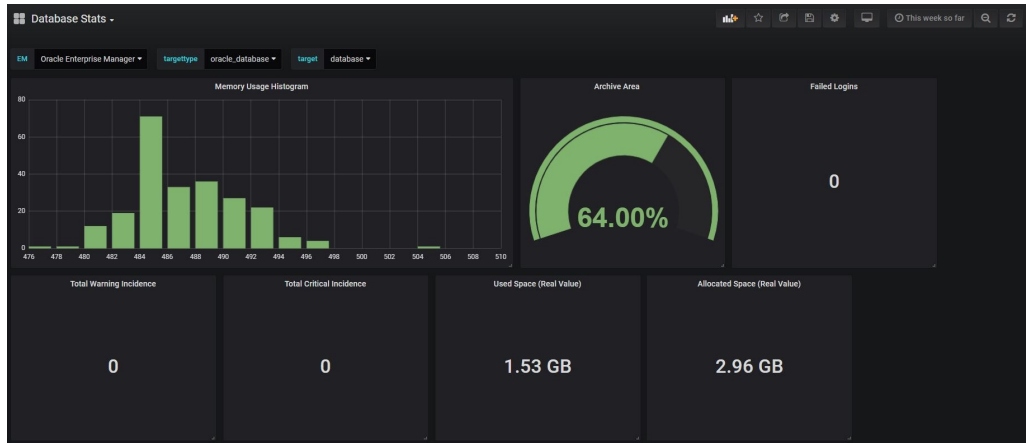 Database Stats
This week so far
EM Oracle Enterprise Manager targettype oracle_database target database
Memory Usage Histogram
80
60
40
20
0
476 478 480 482 484 486 488 490 492 494 496 498 500 502 504 506 508 510
Archive Area
64.00%
Failed Logins
0
Total Warning Incidence
0
Total Critical Incidence
0
Used Space (Real Value)
1.53 GB
Allocated Space (Real Value)
2.96 GB